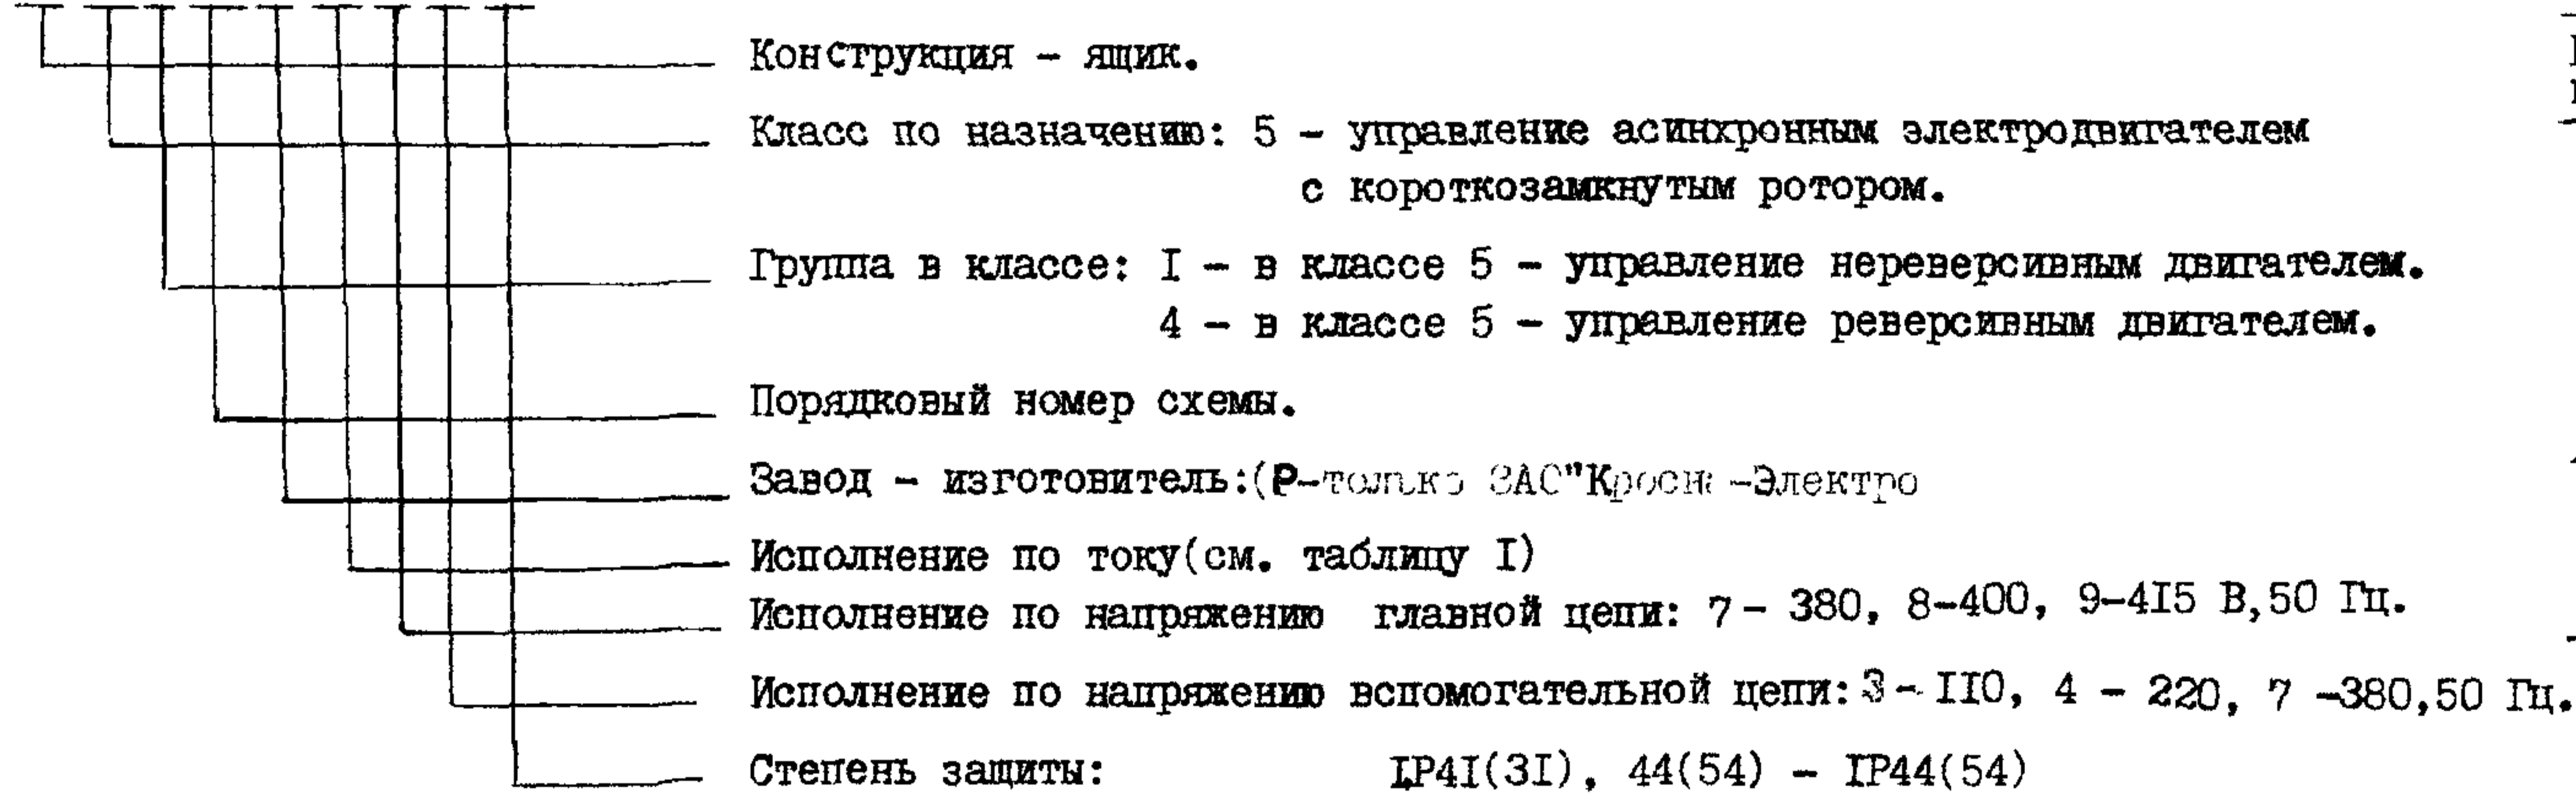 Конструкция - ящик.
Класс по назначению: 5 - управление асинхронным электродвигателем
с короткозамкнутым ротором.
Группа в классе: I - в классе 5 - управление нереверсивным двигателем.
4 - в классе 5 - управление реверсивным двигателем.
Порядковый номер схемы.
Завод - изготовитель:(Р-только ЗАО"Кросна-Электро
Исполнение по току(см. таблицу I)
Исполнение по напряжению главной цепи: 7 - 380, 8-400, 9-4I5 В,50 Гц.
Исполнение по напряжению вспомогательной цепи: 3 - II0, 4 - 220, 7 -380,50 Гц.
Степень защиты: IP4I(3I), 44(54) - IP44(54)